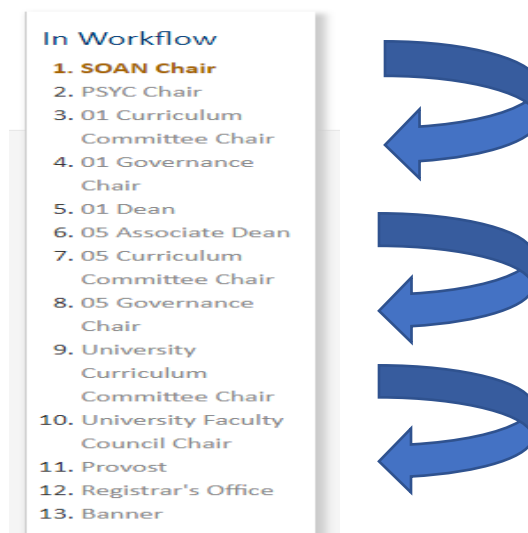 In Workflow
1. SOAN Chair
2. PSYC Chair
3. 01 Curriculum
Committee Chair
4. 01 Governance
Chair
5. 01 Dean
6. 05 Associate Dean
7. 05 Curriculum
Committee Chair
8. 05 Governance
Chair
9. University
Curriculum
Committee Chair
10. University Faculty
Council Chair
11. Provost
12. Registrar's Office
13. Banner